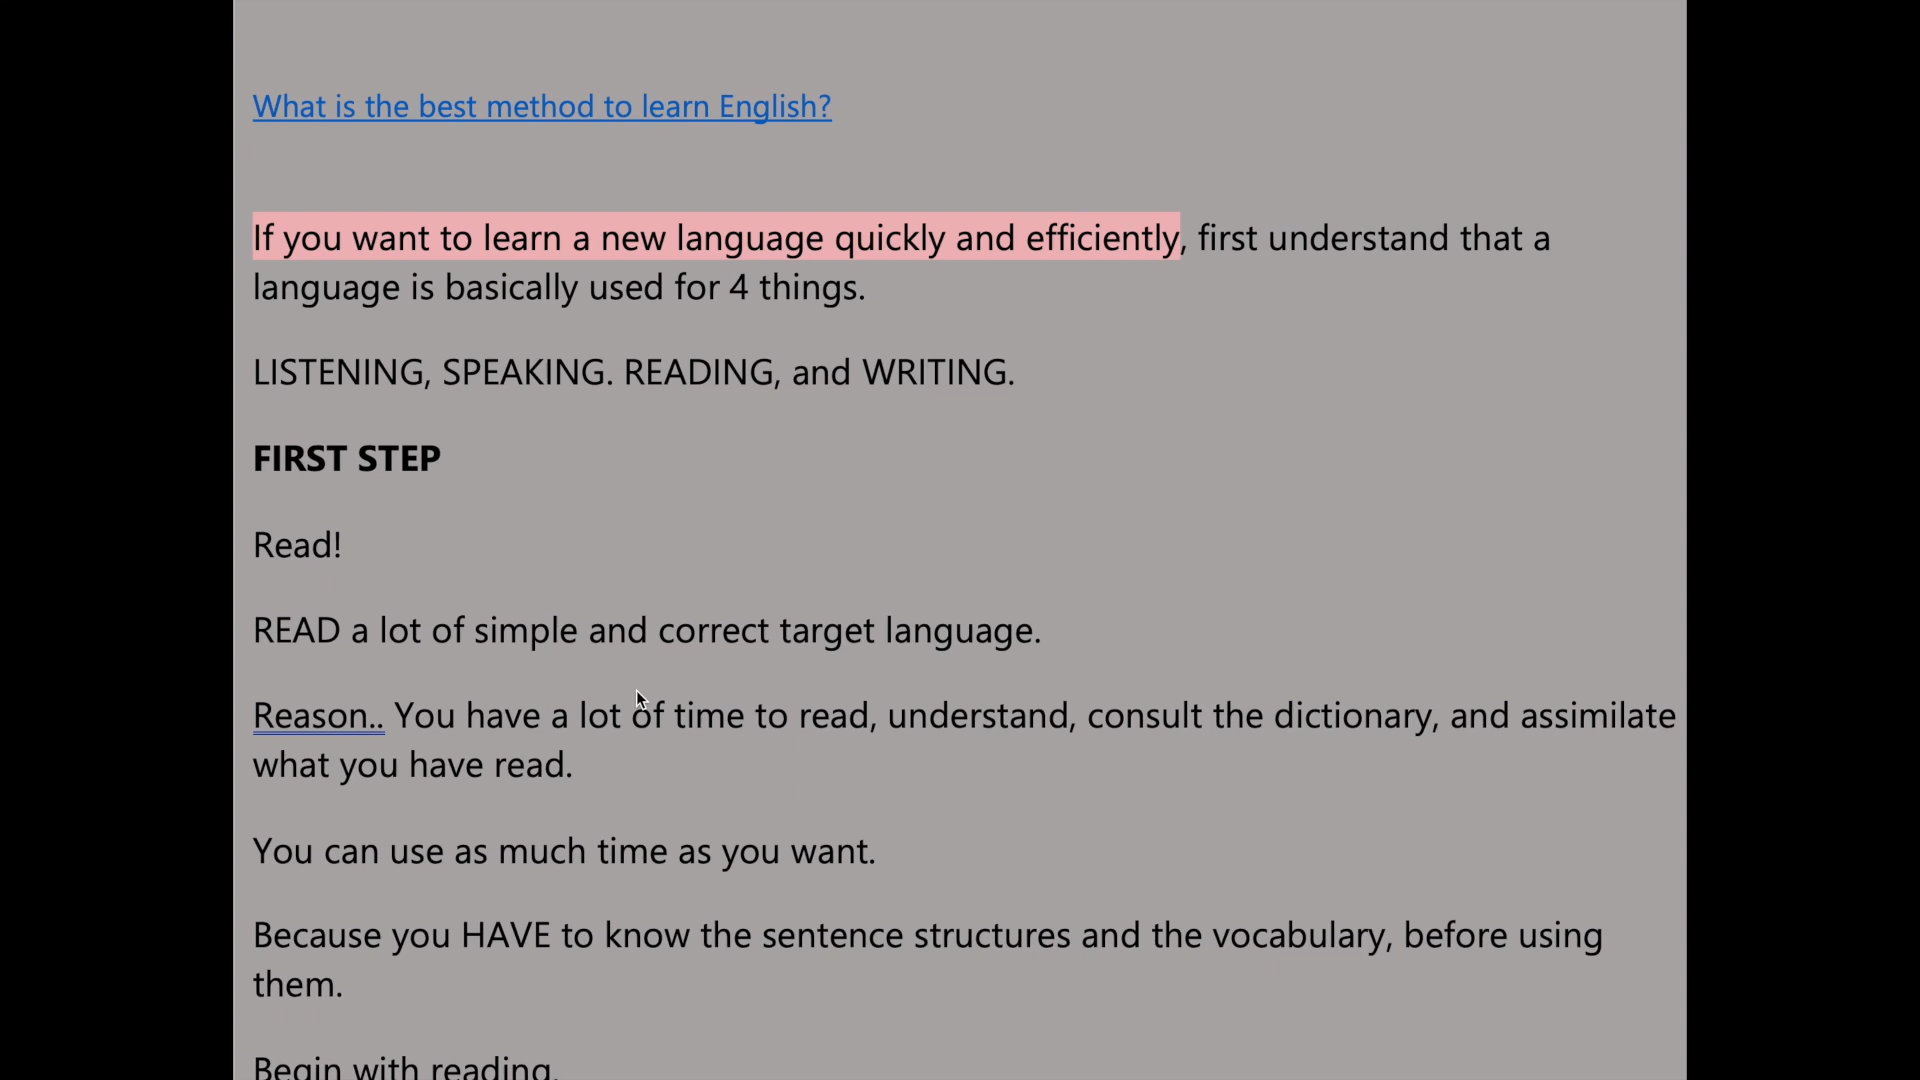 What is the best method to learn English?
If you want to learn a new language quickly and efficiently, first understand that a
language is basically used for 4 things.
LISTENING, SPEAKING. READING, and WRITING.
FIRST STEP
Read!
READ a lot of simple and correct target language.
Reason.. You have a lot of time to read, understand, consult the dictionary, and assimilate
what you have read.
You can use as much time as you want.
Because you HAVE to know the sentence structures and the vocabulary, before using
them.
Begin with reading.